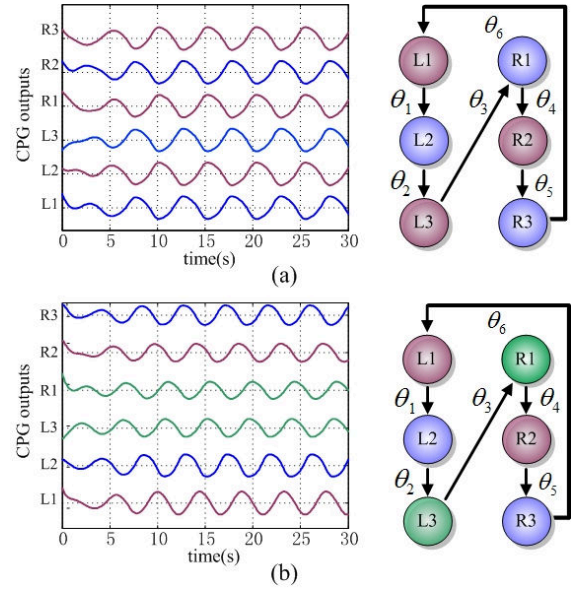 CPG outputs
R3
R2
R1
L3
L2
L1
0 5 10 15 20 25 30
time(s)
(a)
L1
L2
L3
R1
R2
R3
θ1
θ2
θ3
θ4
θ5
θ6
CPG outputs
R3
R2
R1
L3
L2
L1
0 5 10 15 20 25 30
time(s)
(b)
L1
L2
L3
R1
R2
R3
θ1
θ2
θ3
θ4
θ5
θ6